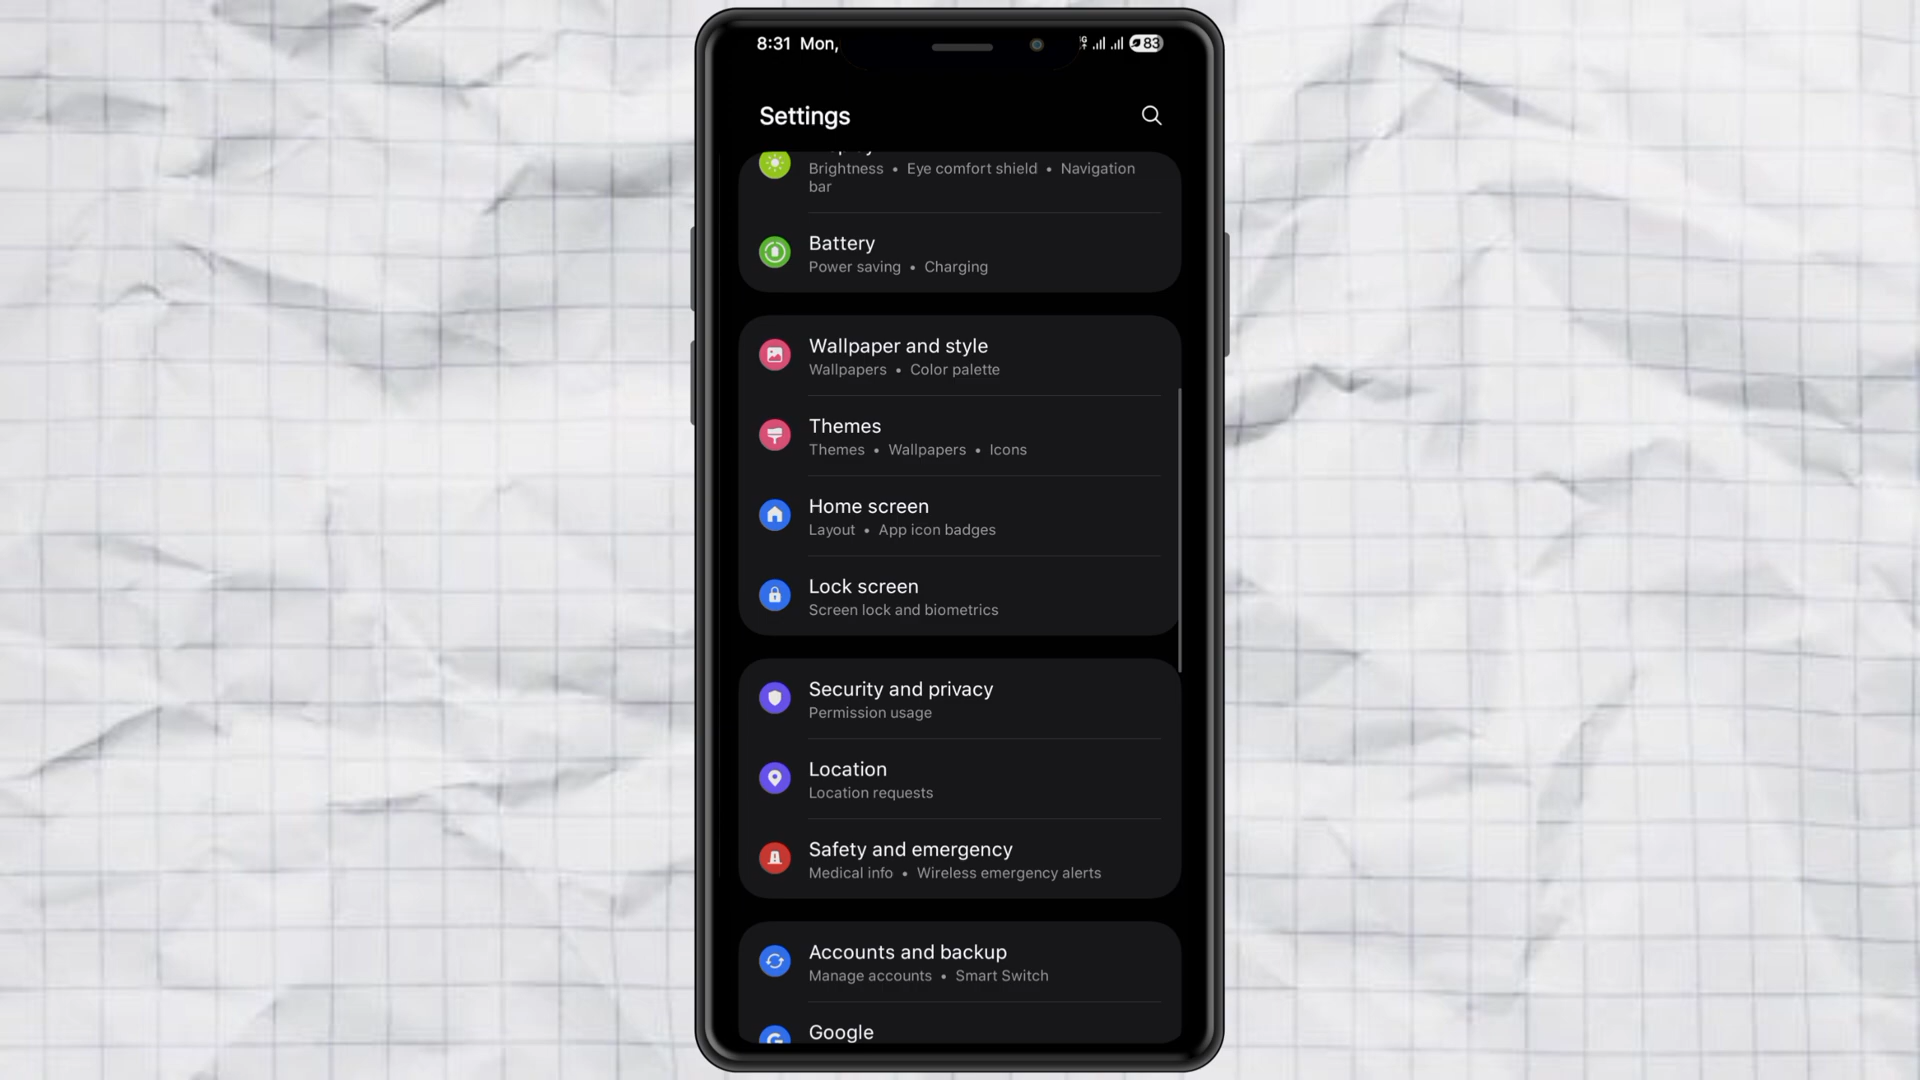 8:31 Mon,
83
Settings
Brightness • Eye comfort shield • Navigation
bar
Battery
Power saving • Charging
Wallpaper and style
Wallpapers • Color palette
Themes
Themes • Wallpapers • Icons
Home screen
Layout • App icon badges
Lock screen
Screen lock and biometrics
Security and privacy
Permission usage
Location
Location requests
Safety and emergency
Medical info • Wireless emergency alerts
Accounts and backup
Manage accounts • Smart Switch
Google